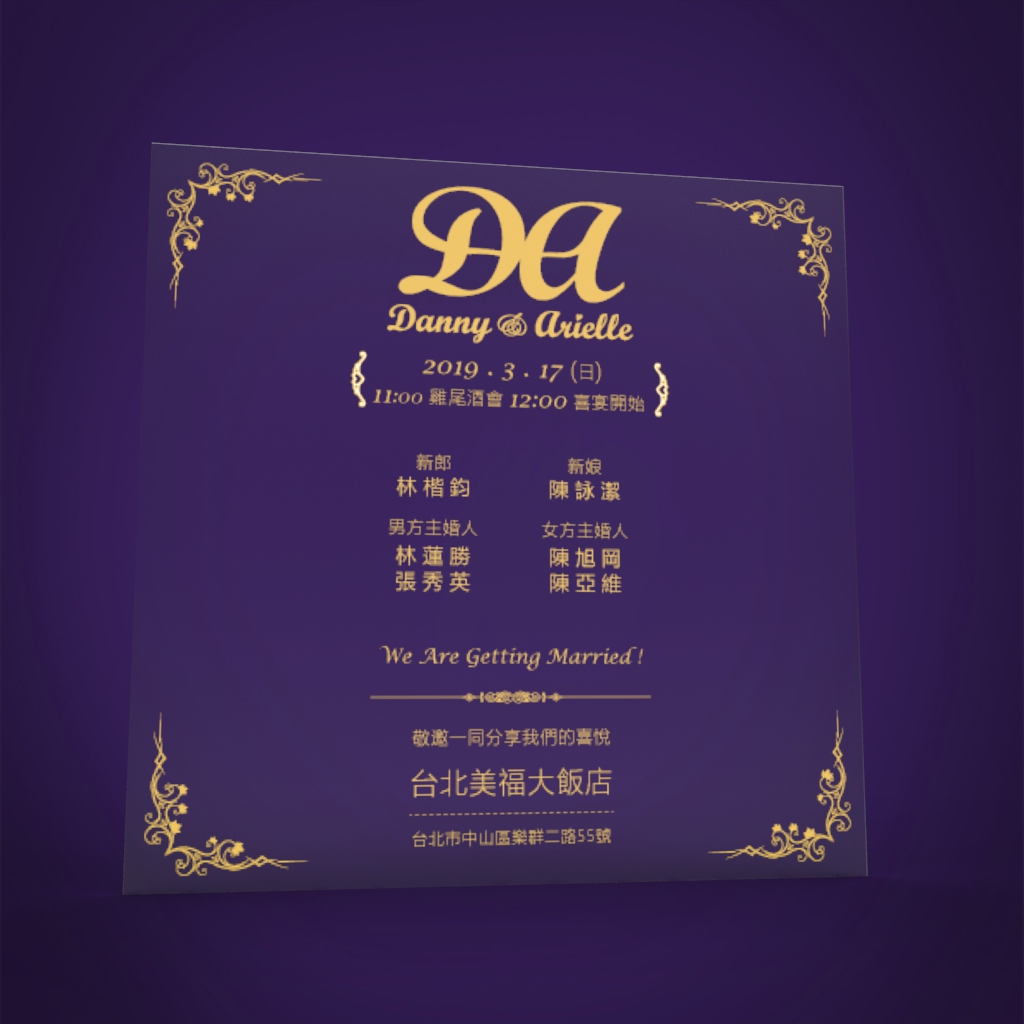 DA
Danny & Arielle
2019 . 3 . 17 (日)
11:00 雞尾酒會 12:00 喜宴開始
新郎 新娘
林楷鈞 陳詠潔
男方主婚人 女方主婚人
林蓮勝 陳旭岡
張秀英 陳亞維
We Are Getting Married !
敬邀一同分享我們的喜悅
台北美福大飯店
台北市中山區樂群二路55號